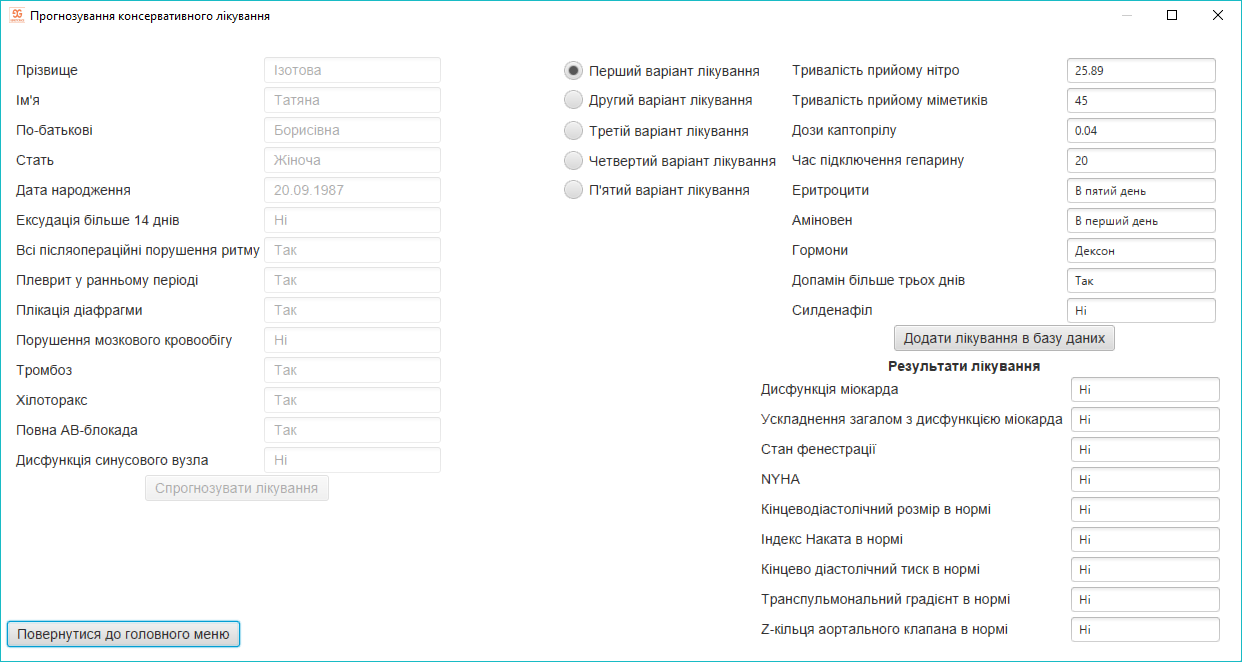 Прогнозування консервативного лікування
Прізвище Ізотова
Ім'я Татяна
По-батькові Борисівна
Стать Жіноча
Дата народження 20.09.1987
Ексудація більше 14 днів Ні
Всі післяопераційні порушення ритму Так
Плеврит у ранньому періоді Так
Плікація діафрагми Так
Порушення мозкового кровообігу Ні
Тромбоз Так
Хілоторакс Так
Повна АВ-блокада Так
Дисфункція синусового вузла Ні
Спрогнозувати лікування
Повернутися до головного меню
Перший варіант лікування
Другий варіант лікування
Третій варіант лікування
Четвертий варіант лікування
П'ятий варіант лікування
Тривалість прийому нітро 25.89
Тривалість прийому міметиків 45
Дози каптопрілу 0.04
Час підключення гепарину 20
Еритроцити В пятий день
Аміновен В перший день
Гормони Дексон
Допамін більше трьох днів Так
Силденафіл Ні
Додати лікування в базу даних
Результати лікування
Дисфункція міокарда Ні
Ускладнення загалом з дисфункцією міокарда Ні
Стан фенестрації Ні
NYHA Ні
Кінцеводіастолічний розмір в нормі Ні
Індекс Наката в нормі Ні
Кінцево діастолічний тиск в нормі Ні
Транспульмональний градієнт в нормі Ні
Z-кільця аортального клапана в нормі Ні